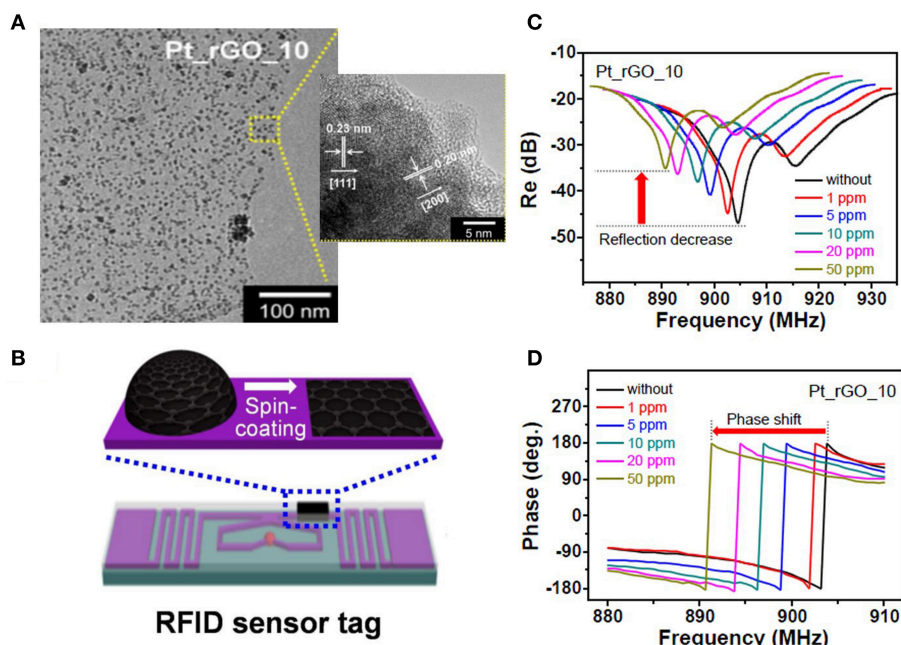 A
Pt_rGO_10
0.23 nm
[111]
0.20 nm
[200]
5 nm
100 nm
B
Spin-
coating
RFID sensor tag
C
Pt_rGO_10
Re (dB)
-10
-20
-30
-40
-50
without
1 ppm
5 ppm
10 ppm
20 ppm
50 ppm
Reflection decrease
880 890 900 910 920 930
Frequency (MHz)
D
Pt_rGO_10
Phase (deg.)
270
180
90
0
-90
-180
without
1 ppm
5 ppm
10 ppm
20 ppm
50 ppm
Phase shift
880 890 900 910
Frequency (MHz)